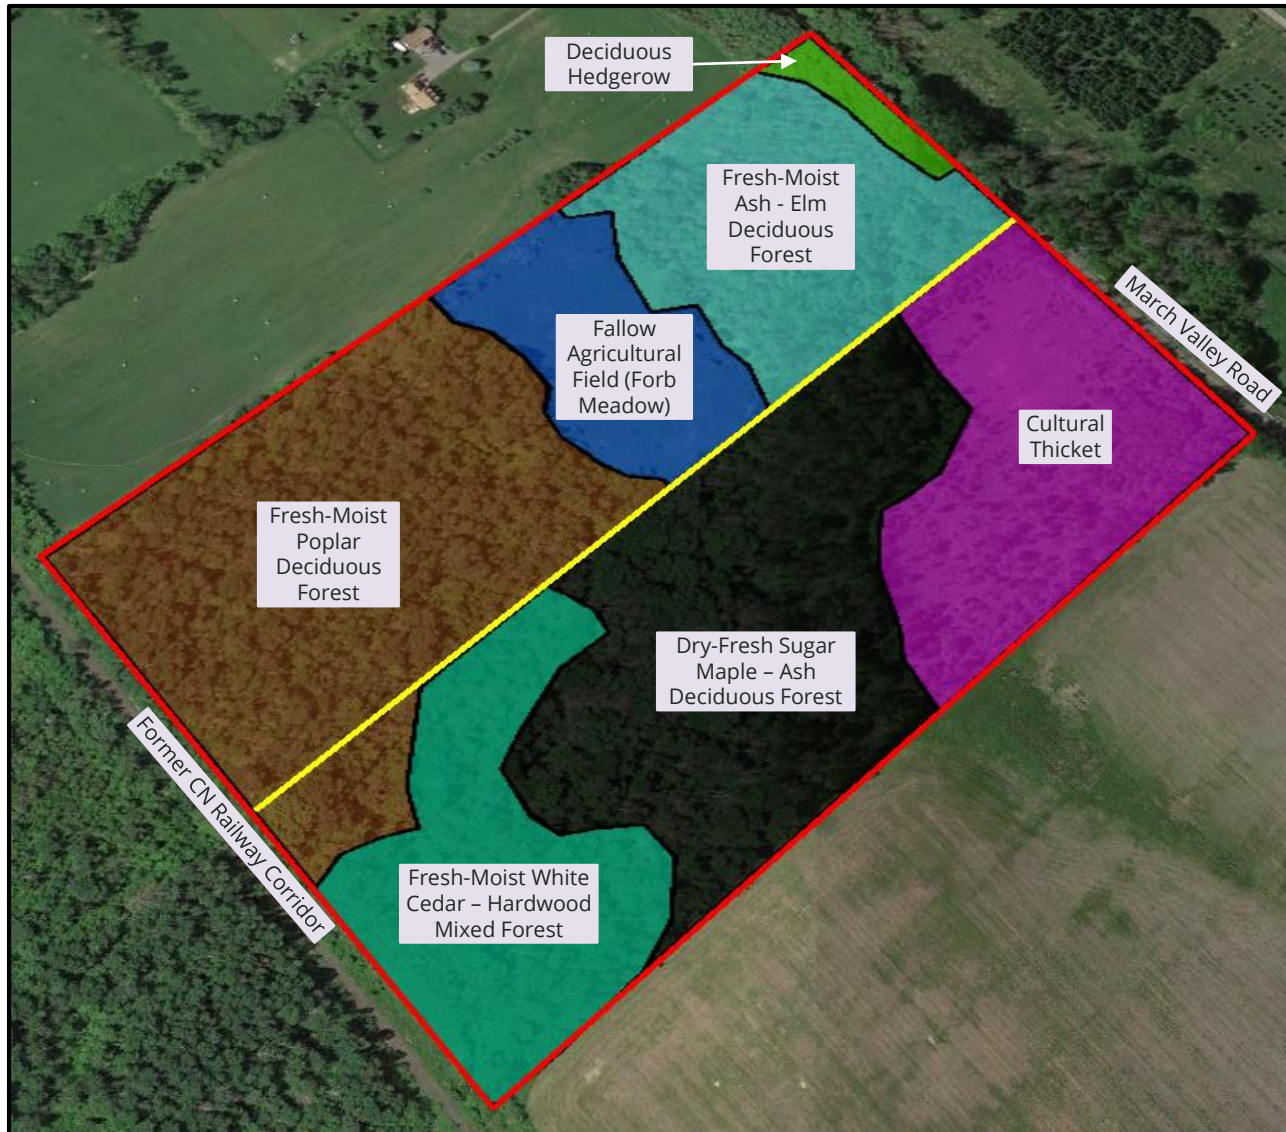 Deciduous
Hedgerow
Fresh-Moist
Ash - Elm
Deciduous
Forest
March Valley Road
Fallow
Agricultural
Field (Forb
Meadow)
Cultural
Thicket
Fresh-Moist
Poplar
Deciduous
Forest
Dry-Fresh Sugar
Maple – Ash
Deciduous Forest
Former CN Railway Corridor
Fresh-Moist White
Cedar – Hardwood
Mixed Forest